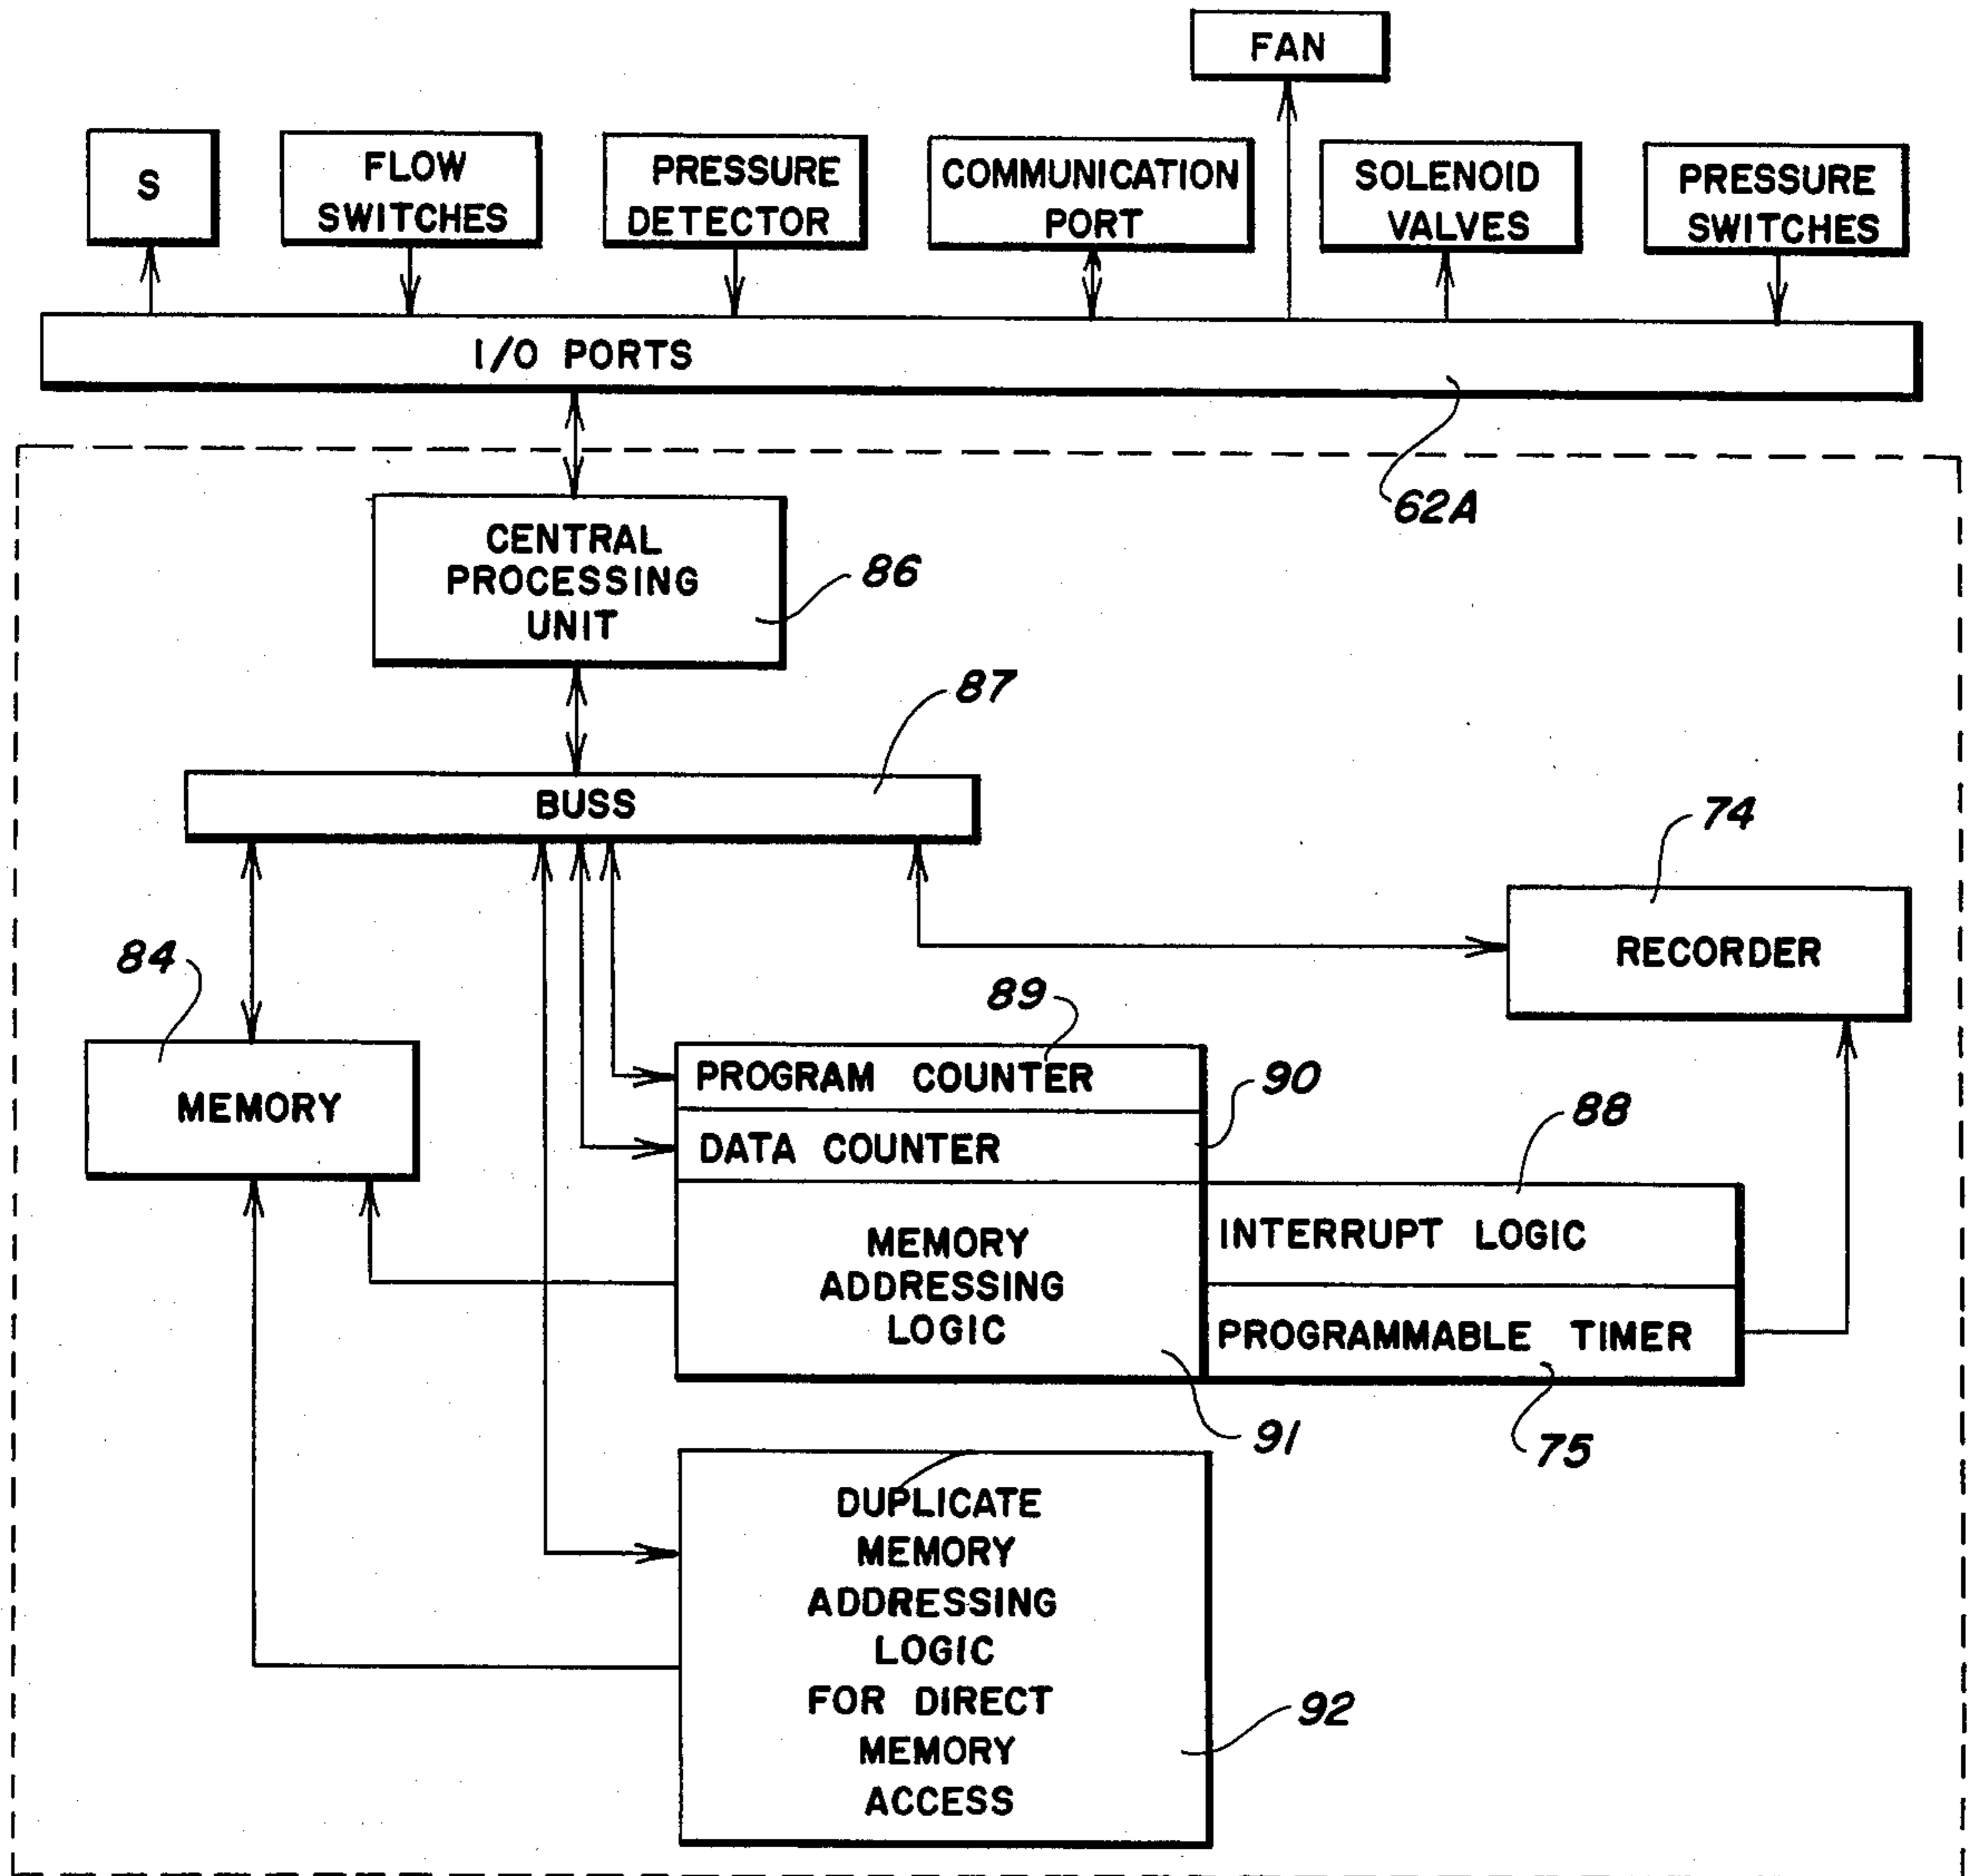 FAN
S
FLOW
SWITCHES
PRESSURE
DETECTOR
COMMUNICATION
PORT
SOLENOID
VALVES
PRESSURE
SWITCHES
I/O PORTS
62A
CENTRAL
PROCESSING
UNIT
86
87
BUSS
74
RECORDER
84
MEMORY
89
PROGRAM COUNTER
90
DATA COUNTER
88
MEMORY
ADDRESSING
LOGIC
INTERRUPT LOGIC
PROGRAMMABLE TIMER
91
75
DUPLICATE
MEMORY
ADDRESSING
LOGIC
FOR DIRECT
MEMORY
ACCESS
92